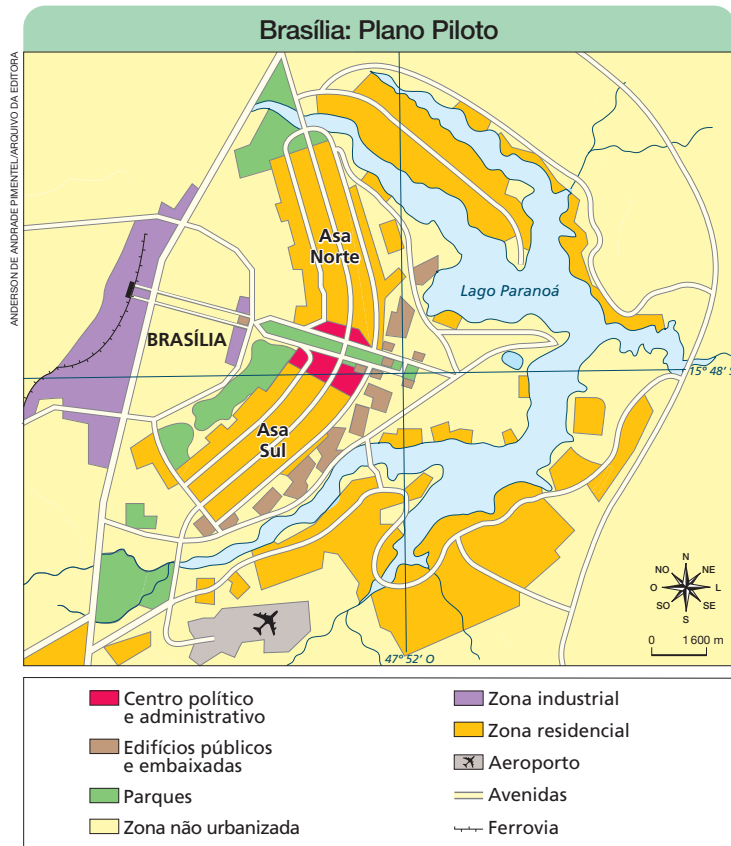 Brasília: Plano Piloto
ANDERSON DE ANDRADE PIMENTEL/ARQUIVO DA EDITORA
Asa
Norte
Lago Paranoá
BRASÍLIA
15° 48' S
Asa
Sul
N
NO
NE
O
L
SO
SE
S
0 1 600 m
47° 52' O
Centro político
e administrativo
Edifícios públicos
e embaixadas
Parques
Zona não urbanizada
Zona industrial
Zona residencial
Aeroporto
Avenidas
Ferrovia